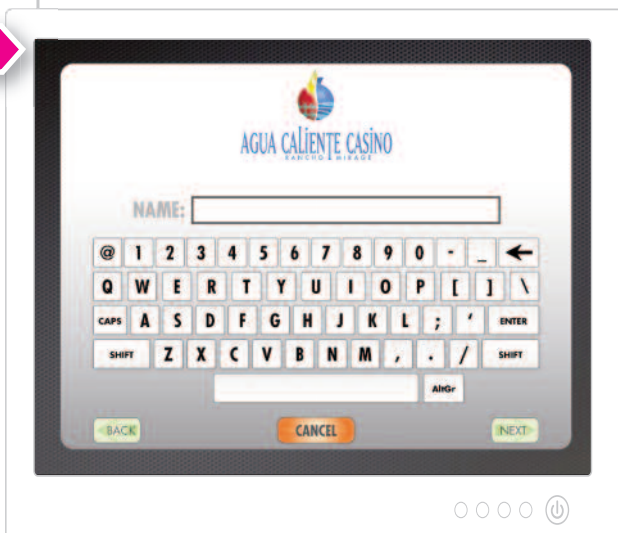 AGUA CALIENTE CASINO
RANCHO MIRAGE
NAME:
@ 1 2 3 4 5 6 7 8 9 0 - _ ←
Q W E R T Y U I O P [ ] \
CAPS A S D F G H J K L ; ' ENTER
SHIFT Z X C V B N M , . / SHIFT
AltGr
BACK CANCEL NEXT